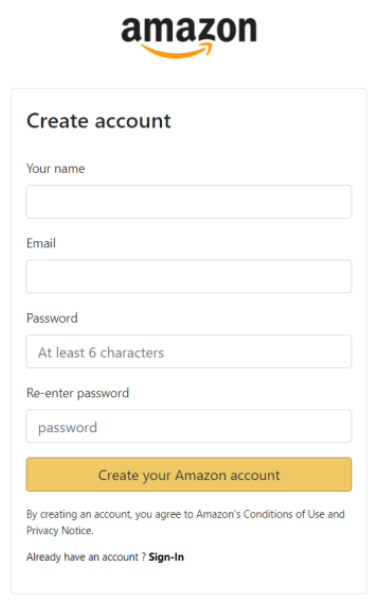 amazon
Create account
Your name
Email
Password
At least 6 characters
Re-enter password
password
Create your Amazon account
By creating an account, you agree to Amazon's Conditions of Use and
Privacy Notice.
Already have an account ? Sign-In